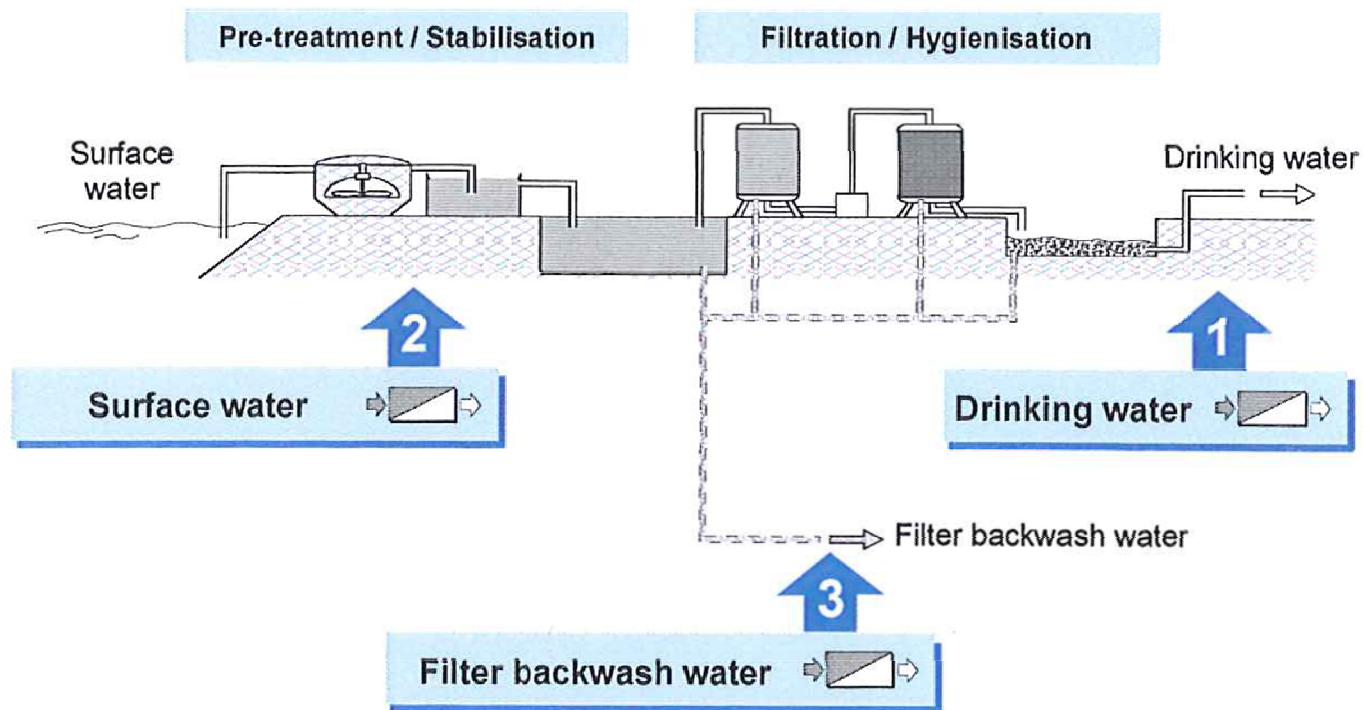 Pre-treatment / Stabilisation
Filtration / Hygienisation
Surface
water
Drinking water
2
1
Surface water
Drinking water
Filter backwash water
3
Filter backwash water